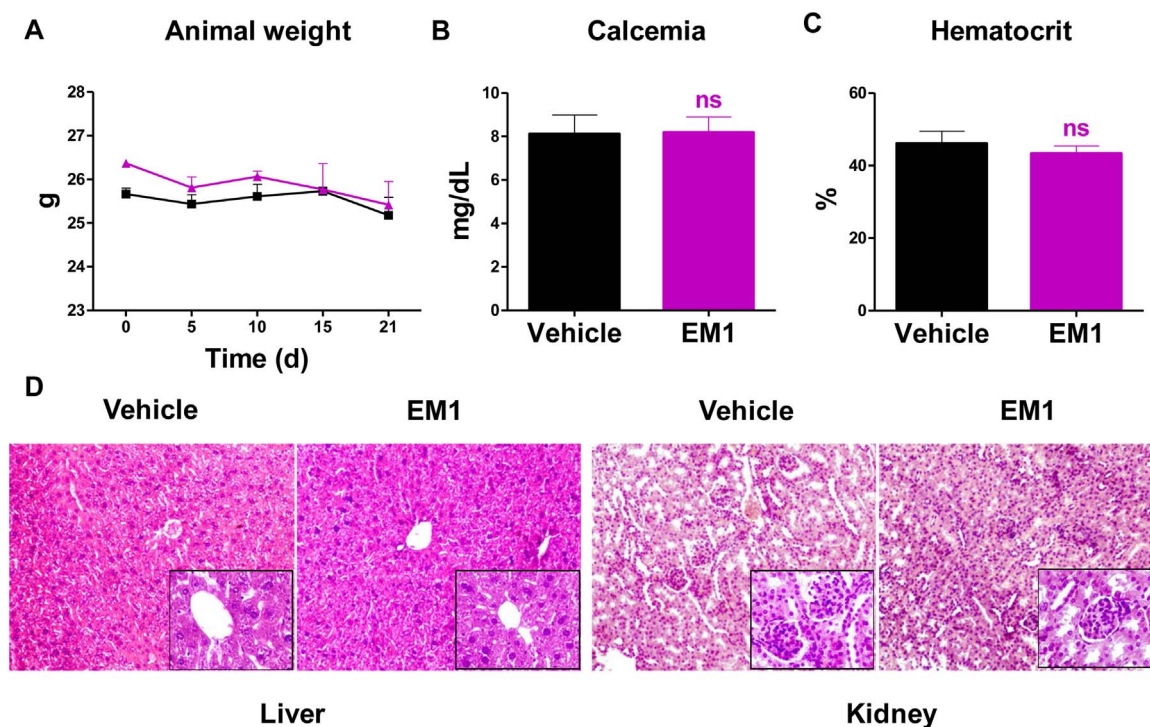 A Animal weight
28
27
26
25
24
23
g
0 5 10 15 21
Time (d)
B Calcemia
10
8
6
4
2
0
mg/dL
ns
Vehicle EM1
C Hematocrit
60
40
20
0
%
ns
Vehicle EM1
D
Vehicle EM1 Vehicle EM1
Liver Kidney